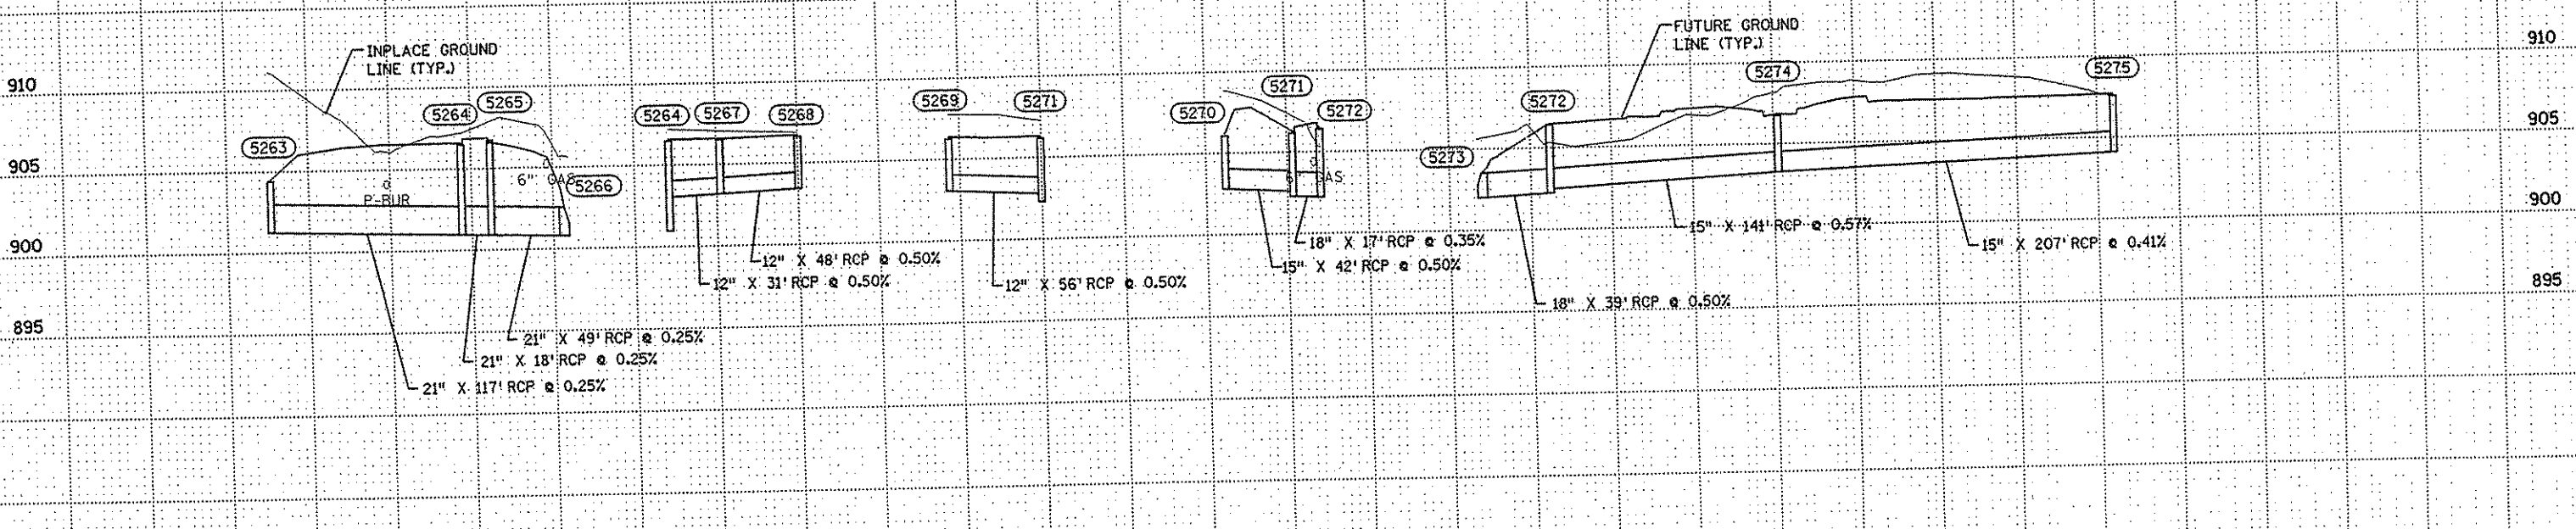 INPLACE GROUND
LINE (TYP.)
FUTURE GROUND
LINE (TYP.)
910
910
905
905
900
900
895
895
5263
5264
5265
5266
P-BUR
6" GAS
21" X 49' RCP @ 0.25%
21" X 18' RCP @ 0.25%
21" X 117' RCP @ 0.25%
5264
5267
5268
12" X 48' RCP @ 0.50%
12" X 31' RCP @ 0.50%
5269
5271
12" X 56' RCP @ 0.50%
5270
5271
5272
6" GAS
18" X 17' RCP @ 0.35%
15" X 42' RCP @ 0.50%
5273
5272
5274
5275
15" X 141' RCP @ 0.57%
15" X 207' RCP @ 0.41%
18" X 39' RCP @ 0.50%